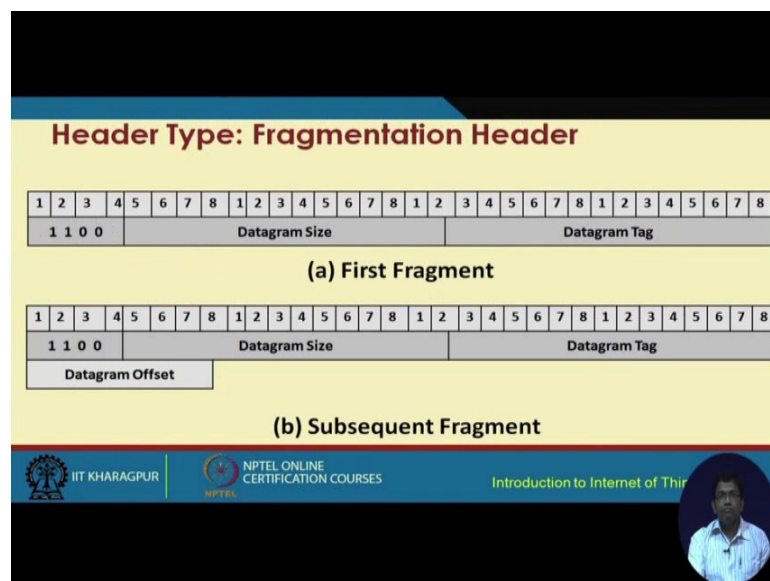 Header Type: Fragmentation Header
1 2 3 4 5 6 7 8 1 2 3 4 5 6 7 8 1 2 3 4 5 6 7 8 1 2 3 4 5 6 7 8
1 1 0 0 Datagram Size Datagram Tag
(a) First Fragment
1 2 3 4 5 6 7 8 1 2 3 4 5 6 7 8 1 2 3 4 5 6 7 8 1 2 3 4 5 6 7 8
1 1 0 0 Datagram Size Datagram Tag
Datagram Offset
(b) Subsequent Fragment
IIT KHARAGPUR
NPTEL
NPTEL ONLINE
CERTIFICATION COURSES
Introduction to Internet of Thin